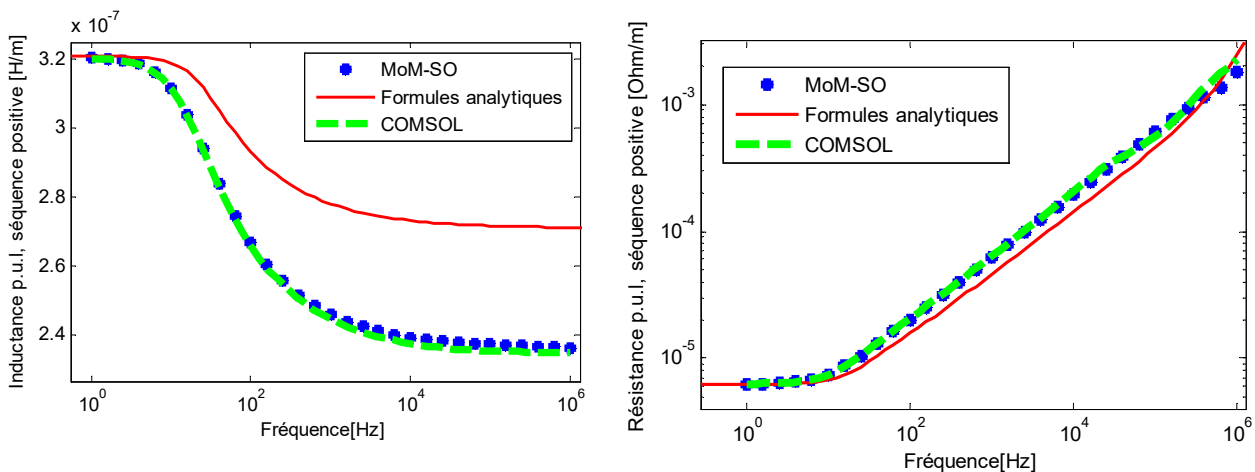 x 10^-7
Inductance p.u.l, séquence positive [H/m]
3.2
3
2.8
2.6
2.4
MoM-SO
Formules analytiques
COMSOL
10^0
10^2
10^4
10^6
Fréquence[Hz]
Résistance p.u.l, séquence positive [Ohm/m]
10^-3
10^-4
10^-5
MoM-SO
Formules analytiques
COMSOL
10^0
10^2
10^4
10^6
Fréquence[Hz]